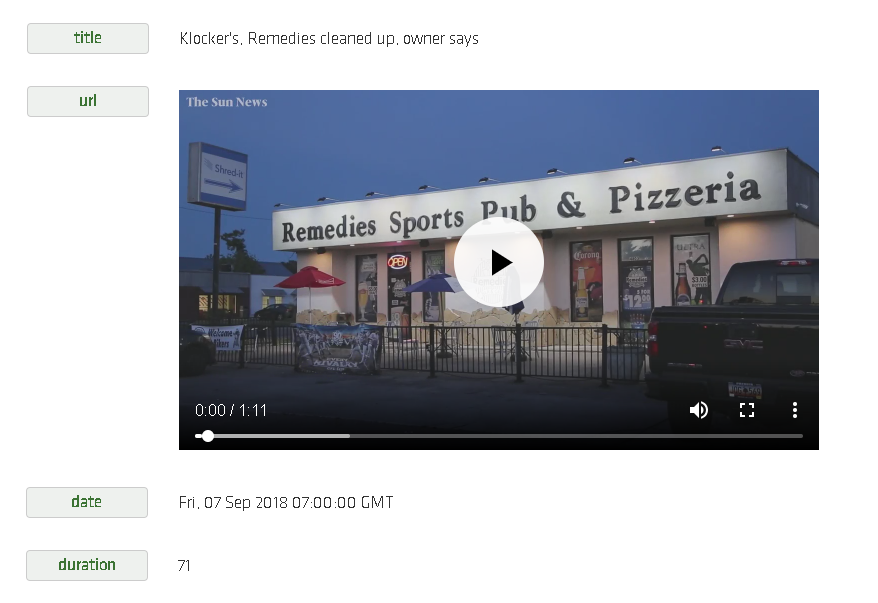 title
Klocker's, Remedies cleaned up, owner says
url
The Sun News
Shred-it
Remedies Sports Pub & Pizzeria
OPEN
Corona
Welcome
Bikers
GMC
0:00 / 1:11
date
Fri, 07 Sep 2018 07:00:00 GMT
duration
71